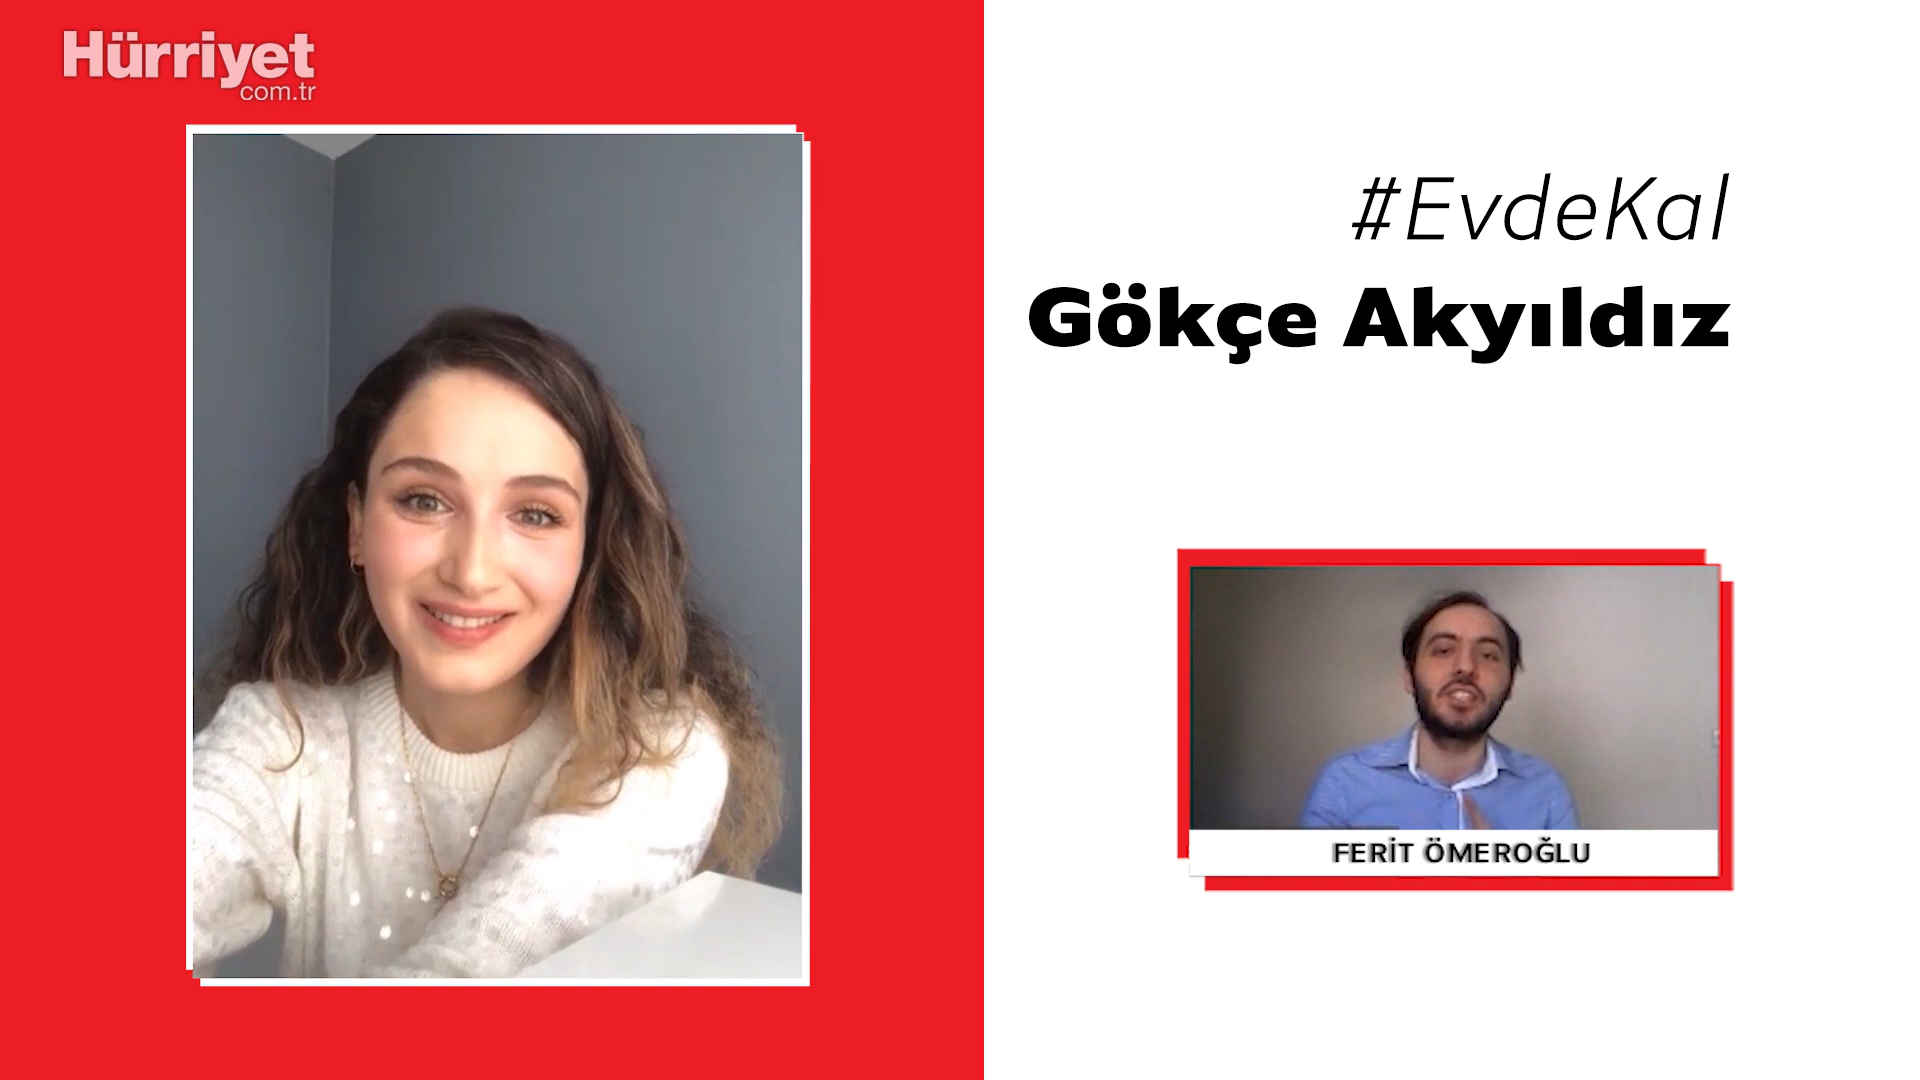 Hürriyet
com.tr
#EvdeKal
Gökçe Akyıldız
FERİT ÖMEROĞLU